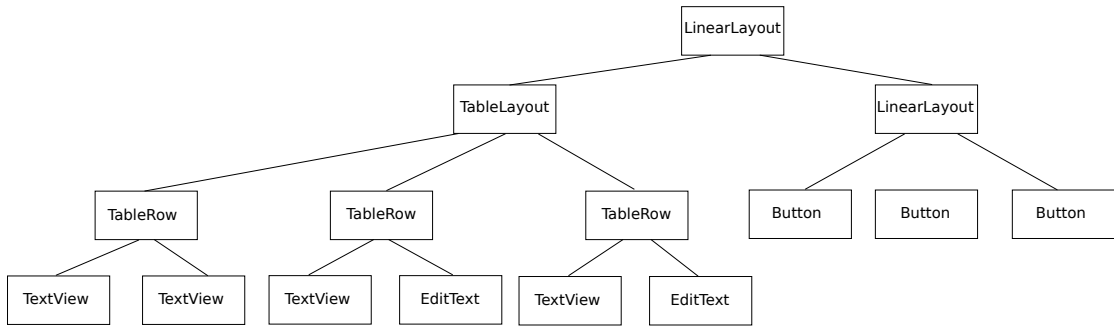 LinearLayout
TableLayout
LinearLayout
TableRow
TableRow
TableRow
Button
Button
Button
TextView
TextView
TextView
EditText
TextView
EditText